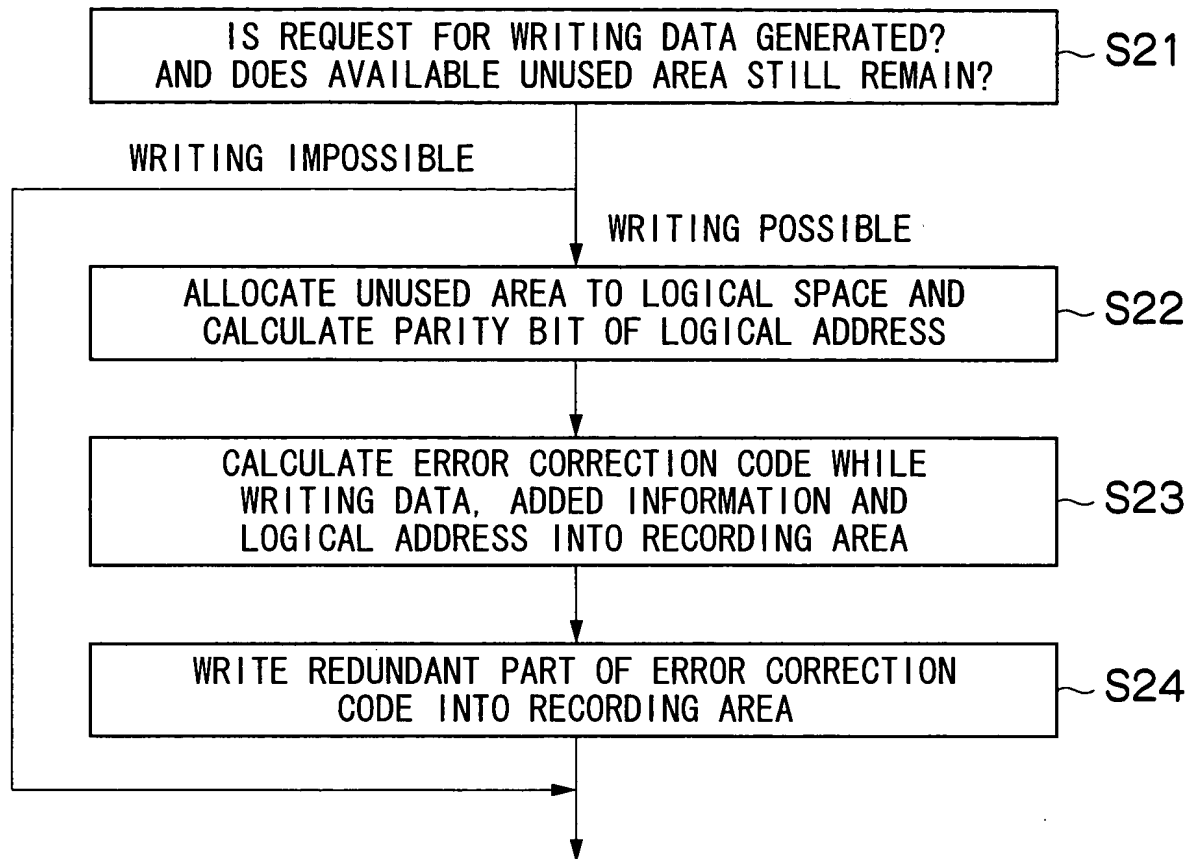 IS REQUEST FOR WRITING DATA GENERATED?
AND DOES AVAILABLE UNUSED AREA STILL REMAIN?
S21
WRITING IMPOSSIBLE
WRITING POSSIBLE
ALLOCATE UNUSED AREA TO LOGICAL SPACE AND
CALCULATE PARITY BIT OF LOGICAL ADDRESS
S22
CALCULATE ERROR CORRECTION CODE WHILE
WRITING DATA, ADDED INFORMATION AND
LOGICAL ADDRESS INTO RECORDING AREA
S23
WRITE REDUNDANT PART OF ERROR CORRECTION
CODE INTO RECORDING AREA
S24